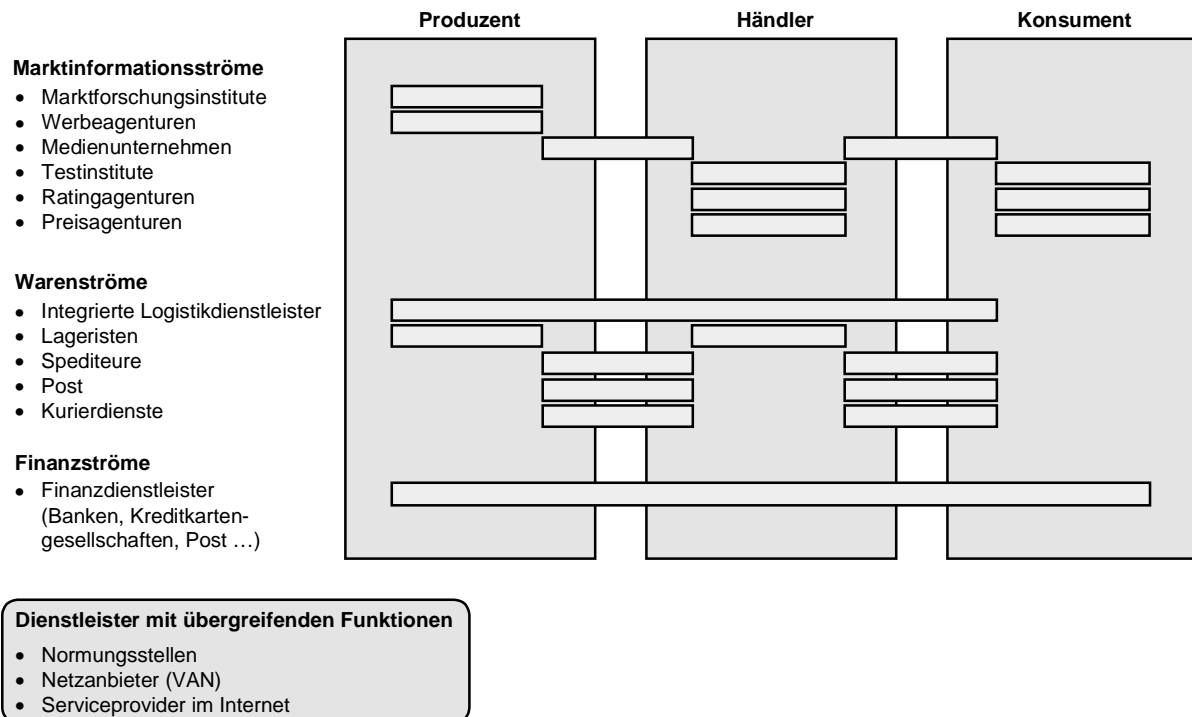 Produzent Händler Konsument
Marktinformationsströme
• Marktforschungsinstitute
• Werbeagenturen
• Medienunternehmen
• Testinstitute
• Ratingagenturen
• Preisagenturen
Warenströme
• Integrierte Logistikdienstleister
• Lageristen
• Spediteure
• Post
• Kurierdienste
Finanzströme
• Finanzdienstleister
(Banken, Kreditkarten-
gesellschaften, Post …)
Dienstleister mit übergreifenden Funktionen
• Normungsstellen
• Netzanbieter (VAN)
• Serviceprovider im Internet